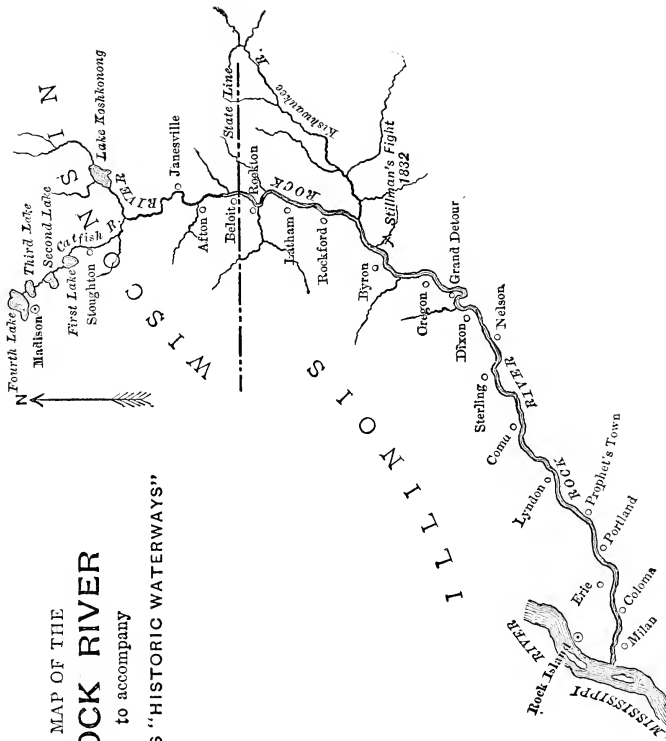 MAP OF THE
OCK RIVER
to accompany
S "HISTORIC WATERWAYS"
N
Fourth Lake
Madison
Third Lake
Second Lake
First Lake
Stoughton
Catfish R.
Lake Koshkonong
WISCONSIN
RIVER
Janesville
Afton
Beloit
State Line
Rockton
Latham
ROCK
Rockford
Kishwaukee R.
Stillman's Fight
1832
Byron
Oregon
Grand Detour
Dixon
Nelson
ILLINOIS
Sterling
RIVER
Como
Lyndon
ROCK
Prophet's Town
Portland
Erie
Coloma
Milan
Rock Island
MISSISSIPPI
RIVER